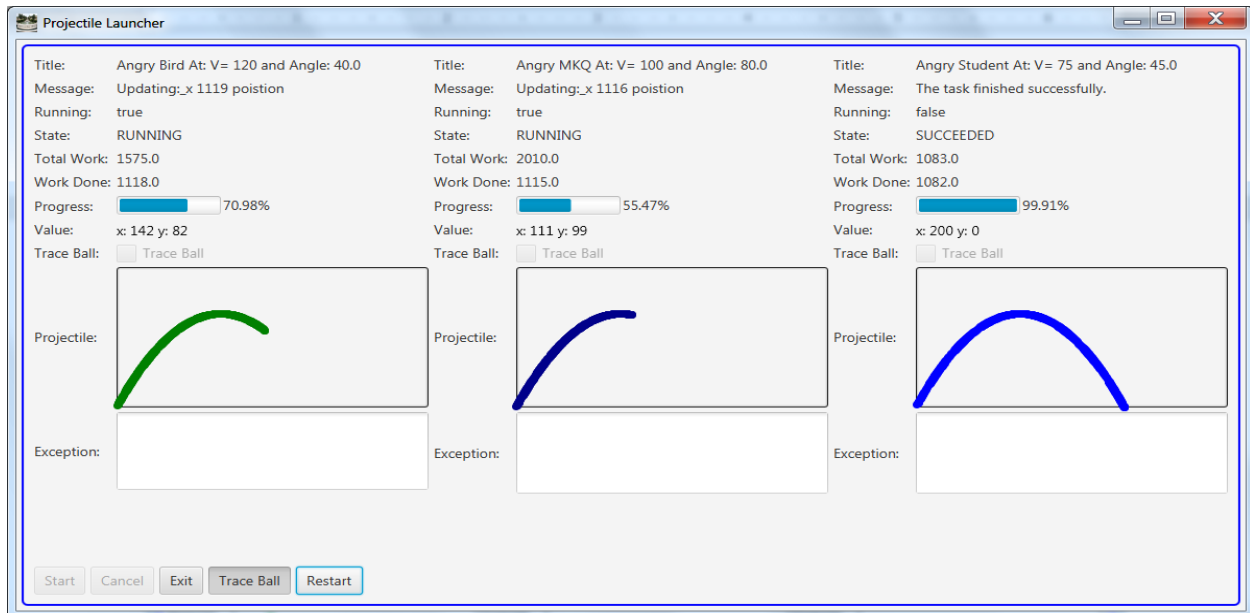 Projectile Launcher
Title: Angry Bird At: V= 120 and Angle: 40.0
Message: Updating:_x 1119 poistion
Running: true
State: RUNNING
Total Work: 1575.0
Work Done: 1118.0
Progress: 70.98%
Value: x: 142 y: 82
Trace Ball: Trace Ball
Projectile:
Exception:
Title: Angry MKQ At: V= 100 and Angle: 80.0
Message: Updating:_x 1116 poistion
Running: true
State: RUNNING
Total Work: 2010.0
Work Done: 1115.0
Progress: 55.47%
Value: x: 111 y: 99
Trace Ball: Trace Ball
Projectile:
Exception:
Title: Angry Student At: V= 75 and Angle: 45.0
Message: The task finished successfully.
Running: false
State: SUCCEEDED
Total Work: 1083.0
Work Done: 1082.0
Progress: 99.91%
Value: x: 200 y: 0
Trace Ball: Trace Ball
Projectile:
Exception:
Start Cancel Exit Trace Ball Restart